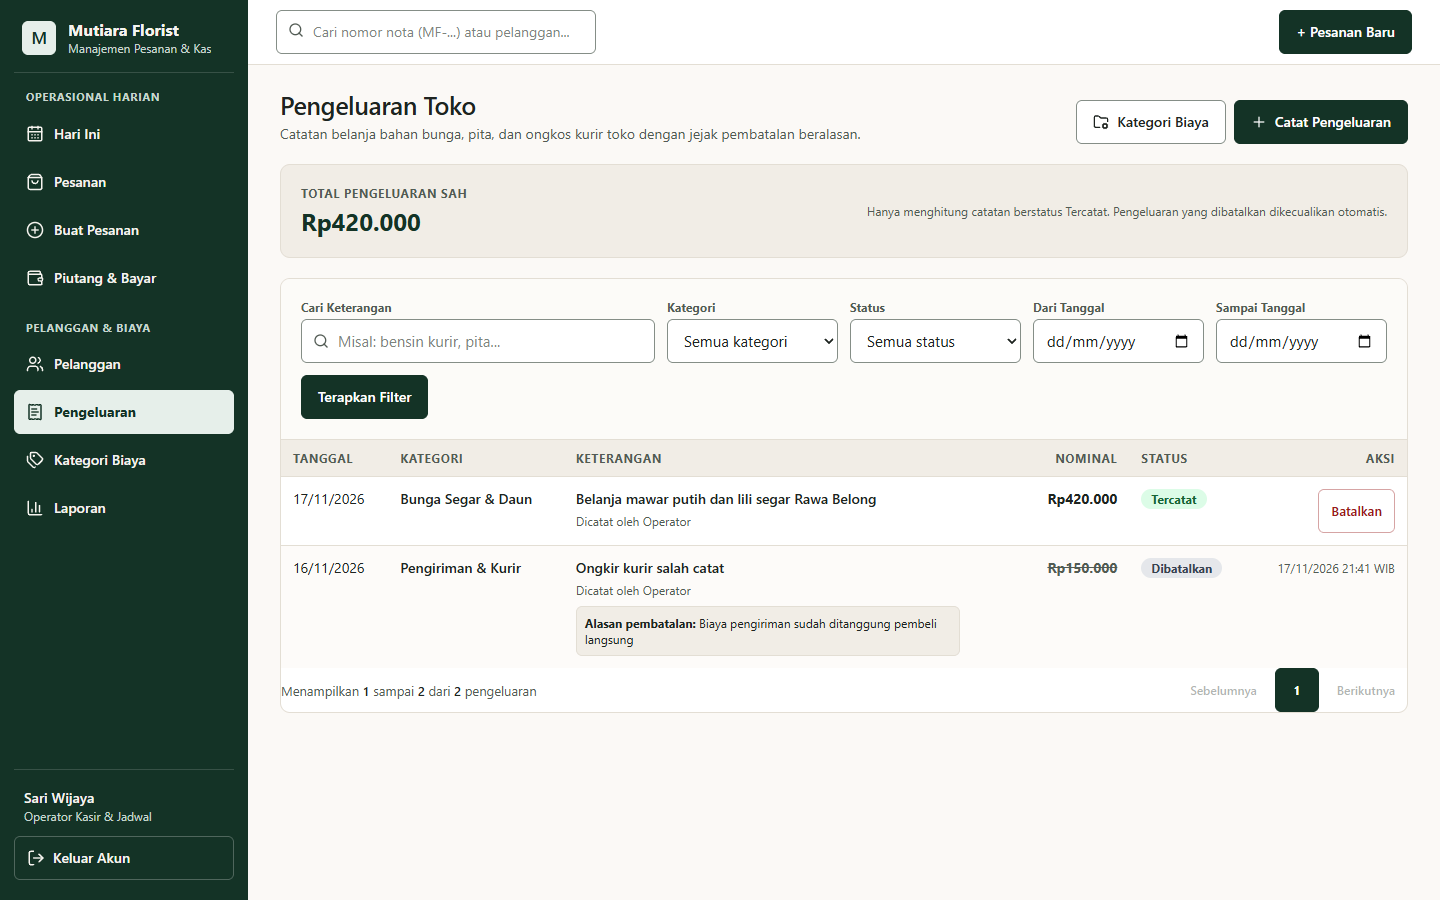 M
Mutiara Florist
Manajemen Pesanan & Kas
OPERASIONAL HARIAN
Hari Ini
Pesanan
Buat Pesanan
Piutang & Bayar
PELANGGAN & BIAYA
Pelanggan
Pengeluaran
Kategori Biaya
Laporan
Sari Wijaya
Operator Kasir & Jadwal
Keluar Akun
Cari nomor nota (MF-...) atau pelanggan...
+ Pesanan Baru
Pengeluaran Toko
Catatan belanja bahan bunga, pita, dan ongkos kurir toko dengan jejak pembatalan beralasan.
Kategori Biaya
Catat Pengeluaran
TOTAL PENGELUARAN SAH
Rp420.000
Hanya menghitung catatan berstatus Tercatat. Pengeluaran yang dibatalkan dikecualikan otomatis.
Cari Keterangan
Misal: bensin kurir, pita...
Kategori
Semua kategori
Status
Semua status
Dari Tanggal
dd/mm/yyyy
Sampai Tanggal
dd/mm/yyyy
Terapkan Filter
TANGGAL KATEGORI KETERANGAN NOMINAL STATUS AKSI
17/11/2026 Bunga Segar & Daun Belanja mawar putih dan lili segar Rawa Belong Rp420.000 Tercatat Batalkan
Dicatat oleh Operator
16/11/2026 Pengiriman & Kurir Ongkir kurir salah catat Rp150.000 Dibatalkan 17/11/2026 21:41 WIB
Dicatat oleh Operator
Alasan pembatalan: Biaya pengiriman sudah ditanggung pembeli
langsung
Menampilkan 1 sampai 2 dari 2 pengeluaran
Sebelumnya 1 Berikutnya